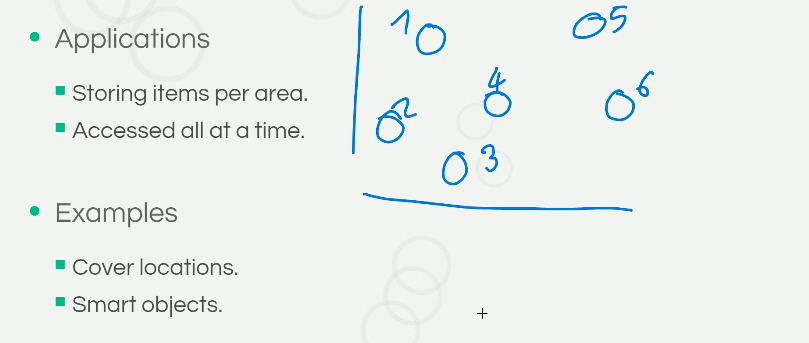 Applications
Storing items per area.
Accessed all at a time.
Examples
Cover locations.
Smart objects.
1
5
4
6
2
3